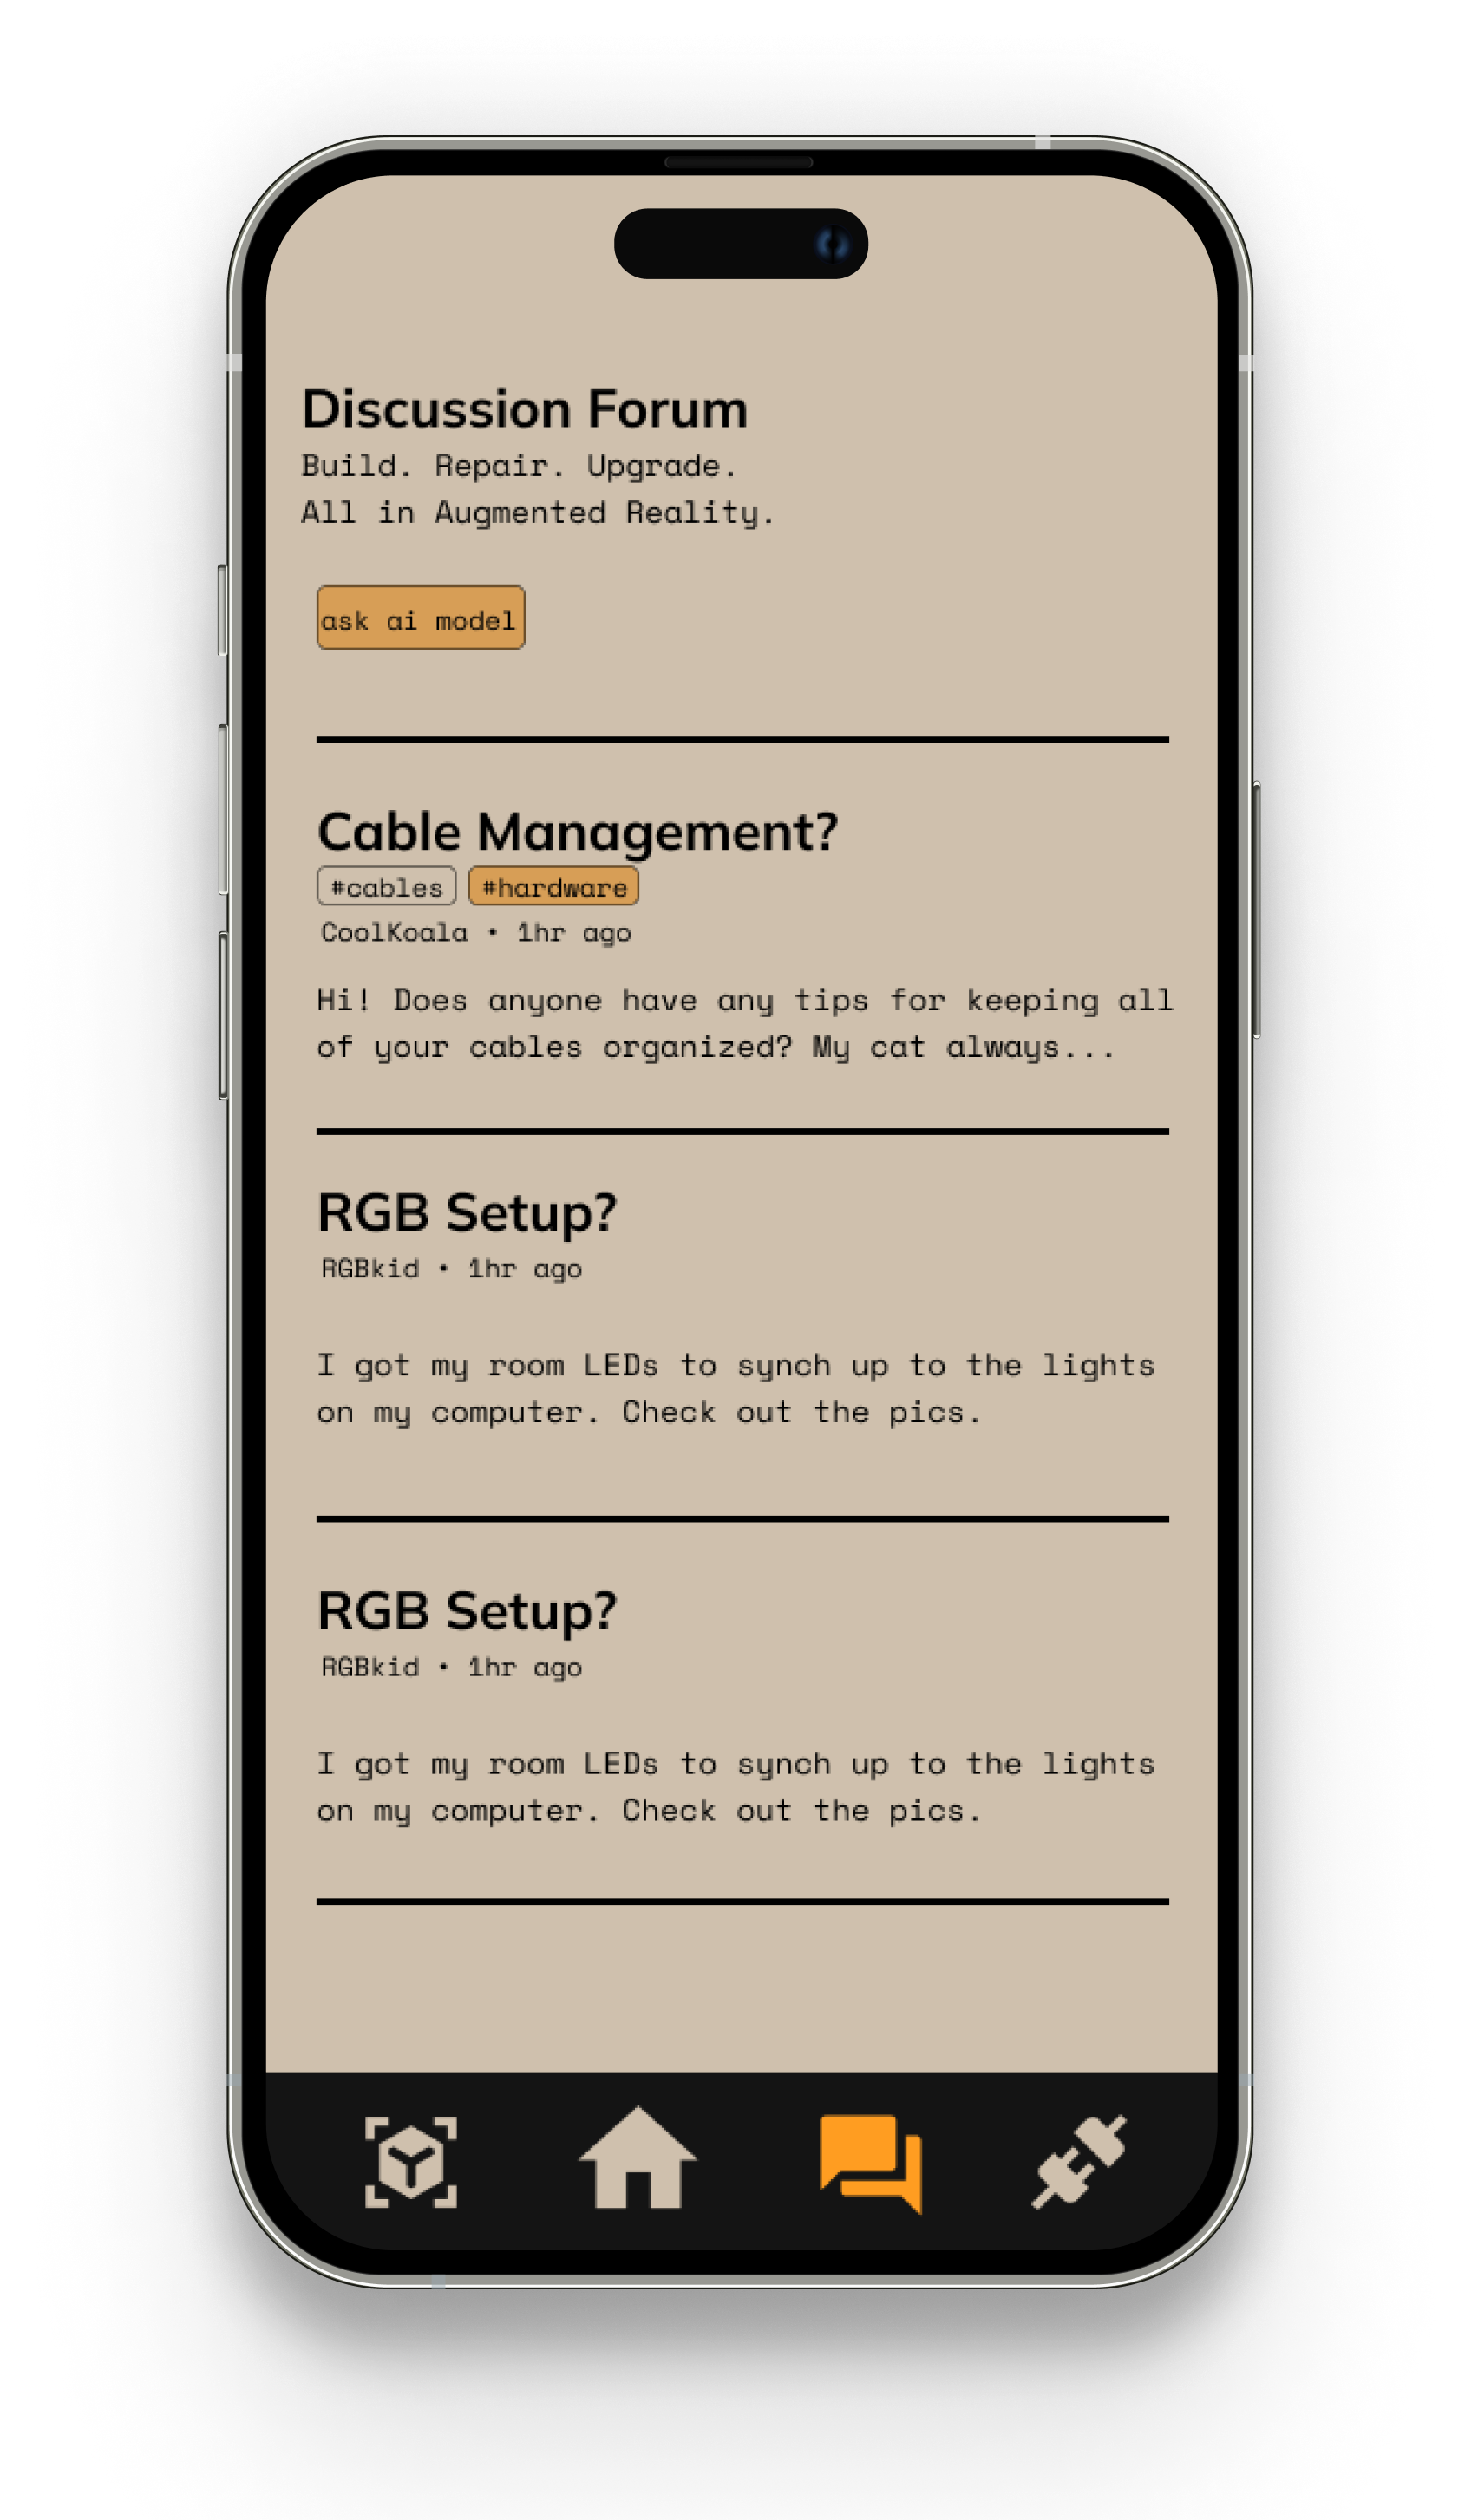 Discussion Forum
Build. Repair. Upgrade.
All in Augmented Reality.
ask ai model
Cable Management?
#cables #hardware
CoolKoala • 1hr ago
Hi! Does anyone have any tips for keeping all
of your cables organized? My cat always...
RGB Setup?
RGBkid • 1hr ago
I got my room LEDs to synch up to the lights
on my computer. Check out the pics.
RGB Setup?
RGBkid • 1hr ago
I got my room LEDs to synch up to the lights
on my computer. Check out the pics.